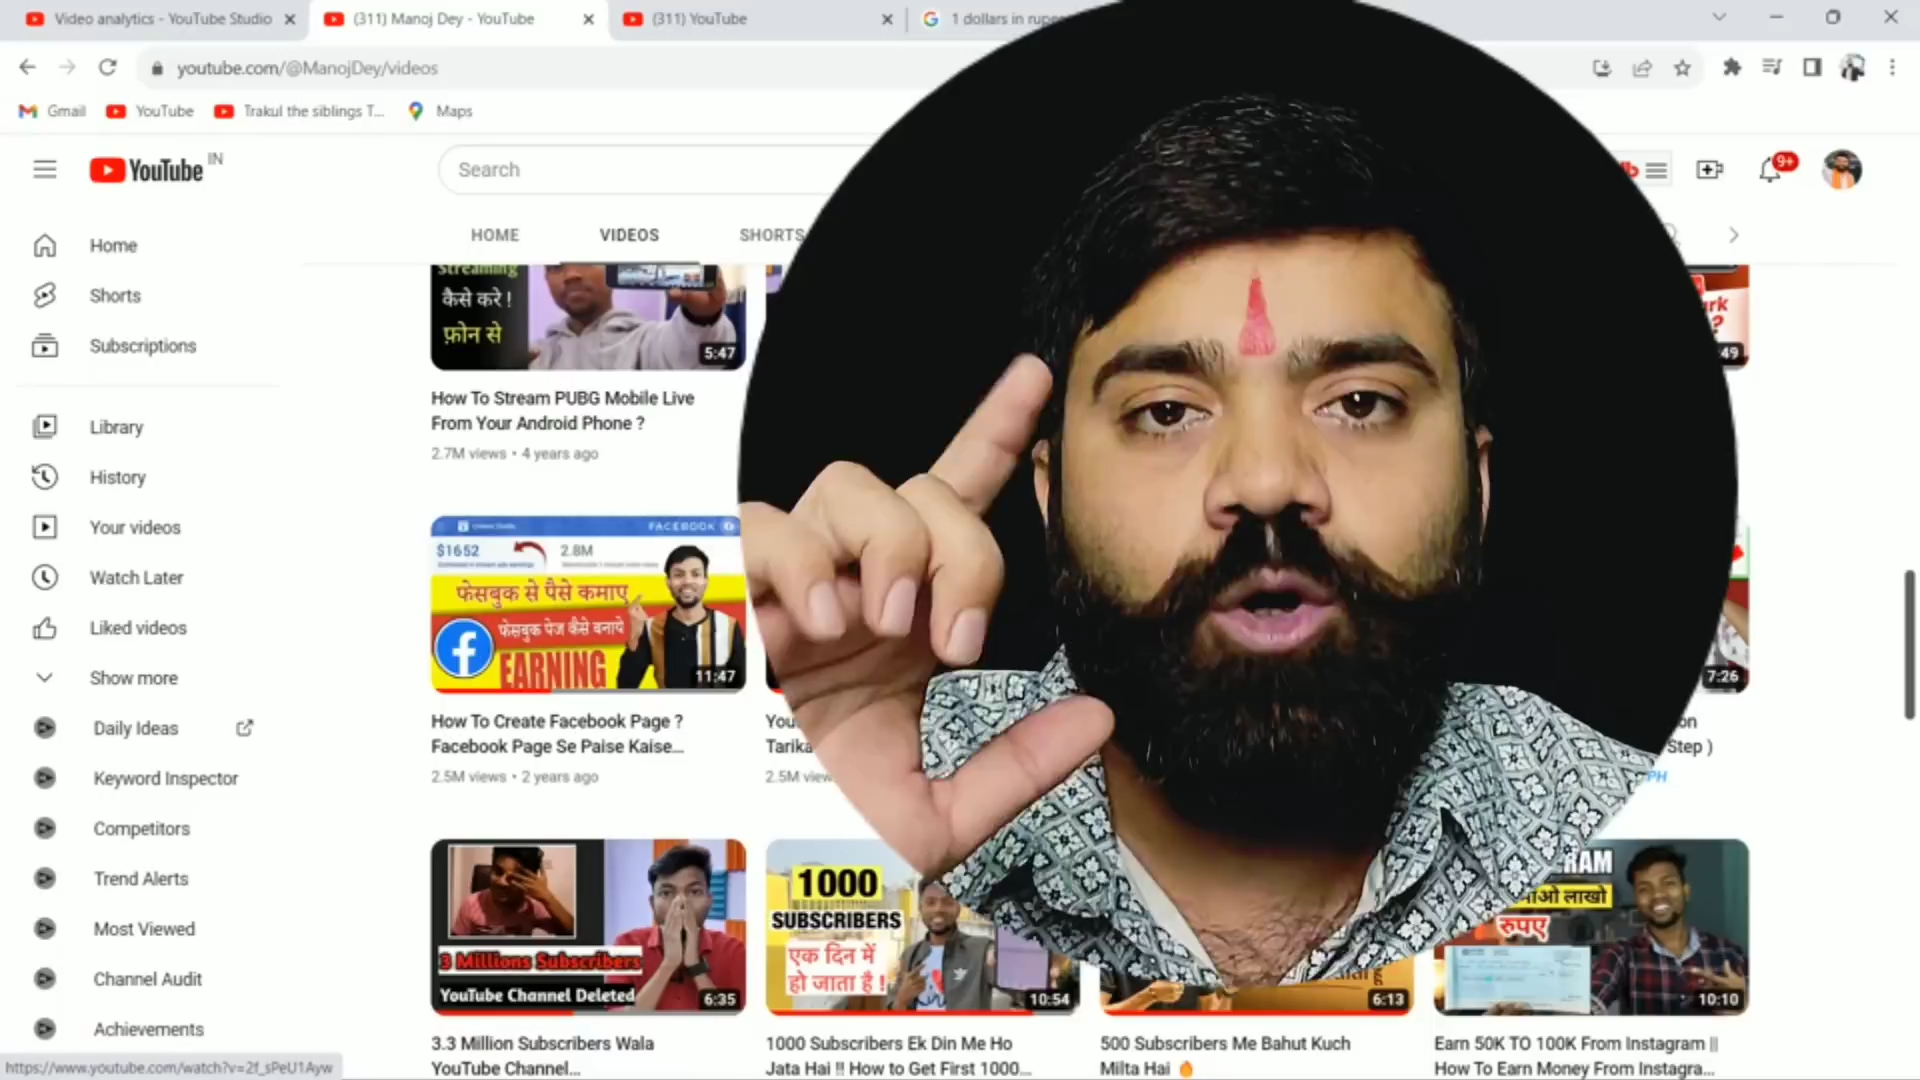 Video analytics - YouTube Studio
(311) Manoj Dey - YouTube
(311) YouTube
1 dollars in
youtube.com/@ManojDey/videos
Gmail
YouTube
Trakul the siblings T...
Maps
YouTube IN
Search
9+
HOME
VIDEOS
SHORTS
Home
Shorts
Subscriptions
Library
History
Your videos
Watch Later
Liked videos
Show more
Daily Ideas
Keyword Inspector
Competitors
Trend Alerts
Most Viewed
Channel Audit
Achievements
Streaming
कैसे करे !
फ़ोन से
5:47
How To Stream PUBG Mobile Live
From Your Android Phone ?
2.7M views • 4 years ago
49
FACEBOOK
$1652
2.8M
फेसबुक से पैसे कमाए
फेसबुक पेज कैसे बनाये
EARNING
11:47
How To Create Facebook Page ?
Facebook Page Se Paise Kaise...
2.5M views • 2 years ago
Tarika
2.5M
7:26
Step )
3 Millions Subscribers
YouTube Channel Deleted
6:35
3.3 Million Subscribers Wala
YouTube Channel...
1000
SUBSCRIBERS
एक दिन में
हो जाता है !
10:54
1000 Subscribers Ek Din Me Ho
Jata Hai !! How to Get First 1000...
6:13
500 Subscribers Me Bahut Kuch
Milta Hai 🔥
लाखो
रुपए
10:10
Earn 50K TO 100K From Instagram ||
How To Earn Money From Instagra...
https://www.youtube.com/watch?v=2f_sPeU1Ayw